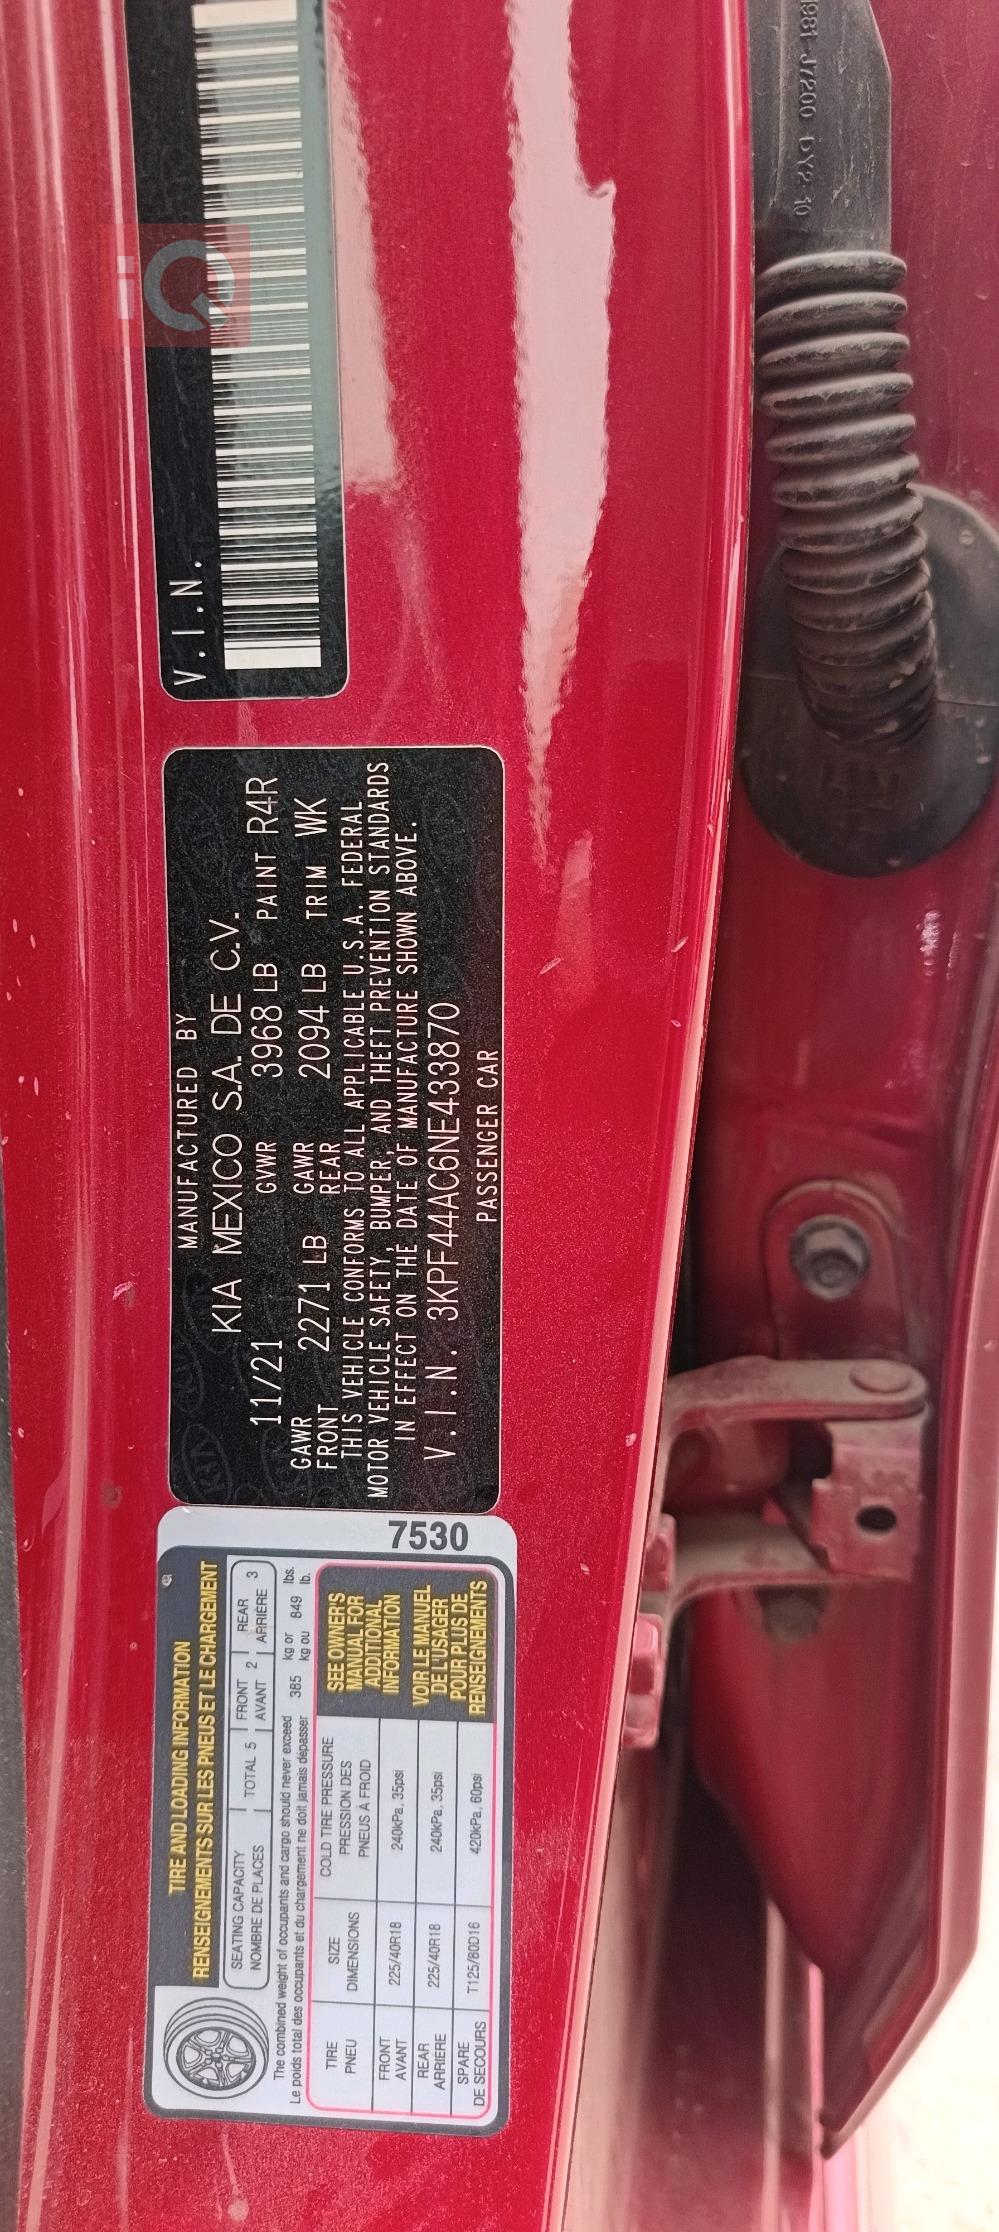 TIRE AND LOADING INFORMATION
RENSEIGNEMENTS SUR LES PNEUS ET LE CHARGEMENT
SEATING CAPACITY
NOMBRE DE PLACES
TOTAL 5
FRONT
AVANT 2
REAR
ARRIÈRE 3
The combined weight of occupants and cargo should never exceed 385 kg or 849 lbs.
Le poids total des occupants et du chargement ne doit jamais dépasser kg ou lb.
TIRE
PNEU
SIZE
DIMENSIONS
COLD TIRE PRESSURE
PRESSION DES
PNEUS À FROID
FRONT
AVANT
225/40R18
240kPa, 35psi
REAR
ARRIÈRE
225/40R18
240kPa, 35psi
SPARE
DE SECOURS
T125/80D16
420kPa, 60psi
SEE OWNER'S
MANUAL FOR
ADDITIONAL
INFORMATION
VOIR LE MANUEL
DE L'USAGER
POUR PLUS DE
RENSEIGNEMENTS
7530
MANUFACTURED BY
KIA MEXICO S.A. DE C.V.
11/21 GVWR 3968 LB PAINT R4R
GAWR FRONT 2271 LB GAWR REAR 2094 LB TRIM WK
THIS VEHICLE CONFORMS TO ALL APPLICABLE U.S.A. FEDERAL
MOTOR VEHICLE SAFETY, BUMPER, AND THEFT PREVENTION STANDARDS
IN EFFECT ON THE DATE OF MANUFACTURE SHOWN ABOVE.
V.I.N. 3KPF44AC6NE433870
PASSENGER CAR
V.I.N.
iQ
981-J7200 DY2-10